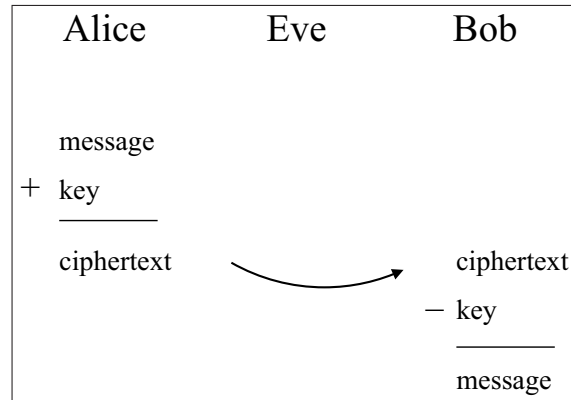 Alice Eve Bob
message
+ key
ciphertext
ciphertext
− key
message